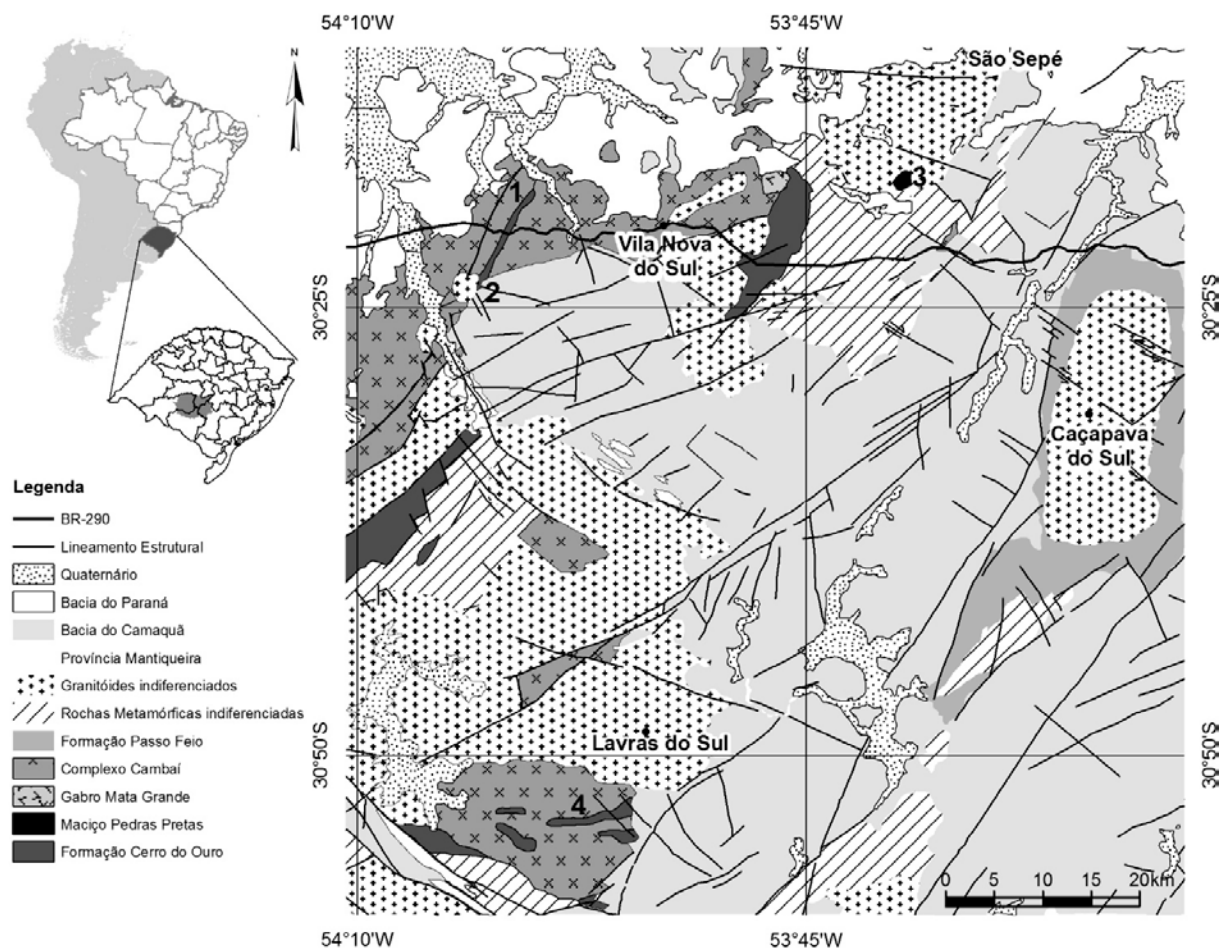 54°10'W
53°45'W
N
São Sepé
1
3
Vila Nova
do Sul
2
30°25'S
30°25'S
Caçapava
do Sul
Legenda
BR-290
Lineamento Estrutural
Quaternário
Bacia do Paraná
Bacia do Camaquã
Província Mantiqueira
Granitóides indiferenciados
Rochas Metamórficas indiferenciadas
Formação Passo Feio
Complexo Cambaí
Gabro Mata Grande
Maciço Pedras Pretas
Formação Cerro do Ouro
Lavras do Sul
30°50'S
30°50'S
4
0 5 10 20km
54°10'W
53°45'W